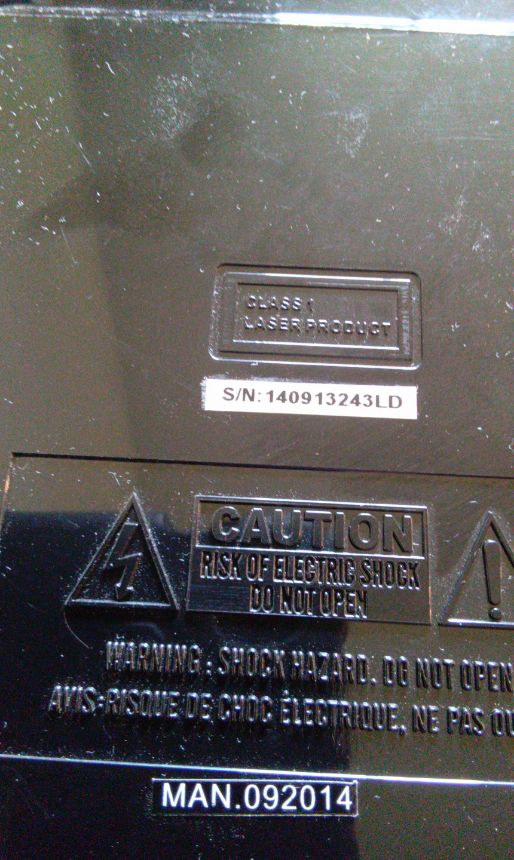 CLASS 1
LASER PRODUCT
S/N: 140913243LD
CAUTION
RISK OF ELECTRIC SHOCK
DO NOT OPEN
WARNING: SHOCK HAZARD. DO NOT OPEN
AVIS: RISQUE DE CHOC ÉLECTRIQUE, NE PAS OU
MAN.092014